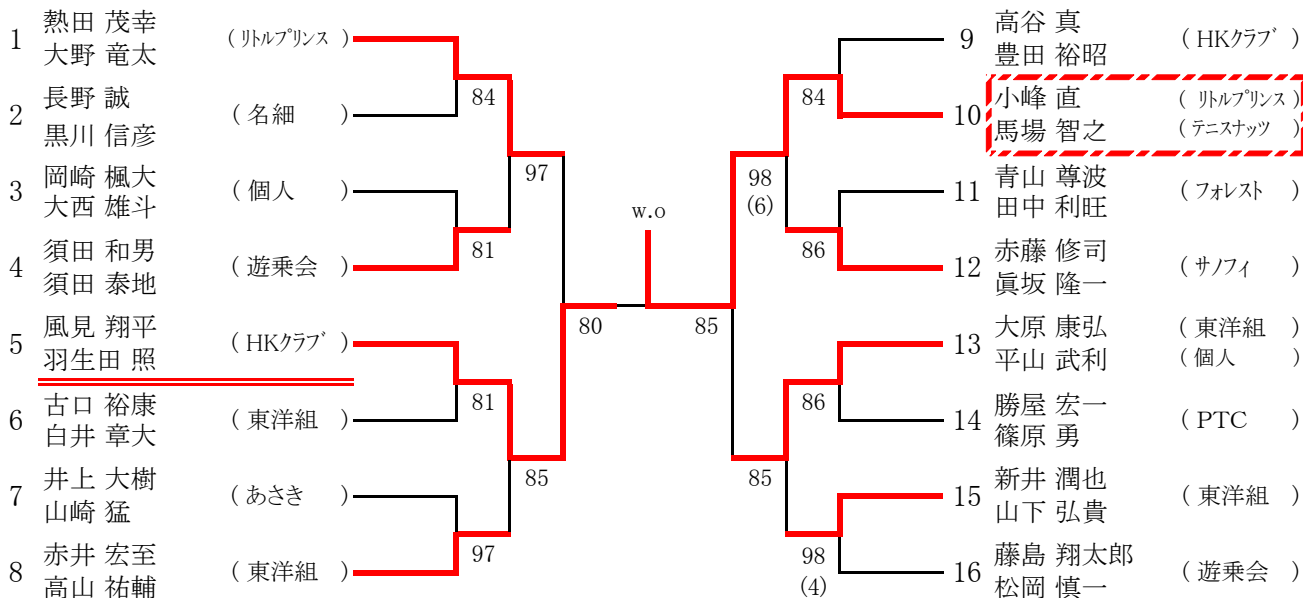 1 熱田 茂幸
大野 竜太 ( リトルプリンス )
2 長野 誠
黒川 信彦 ( 名細 )
3 岡崎 楓大
大西 雄斗 ( 個人 )
4 須田 和男
須田 泰地 ( 遊乗会 )
5 風見 翔平
羽生田 照 ( HKクラブ )
6 古口 裕康
白井 章大 ( 東洋組 )
7 井上 大樹
山崎 猛 ( あさき )
8 赤井 宏至
高山 祐輔 ( 東洋組 )
84
81
81
97
97
85
80
w.o
85
98
(6)
85
84
86
86
98
(4)
9 高谷 真
豊田 裕昭 ( HKクラブ )
10 小峰 直 ( リトルプリンス )
馬場 智之 ( テニスナッツ )
11 青山 尊波
田中 利旺 ( フォレスト )
12 赤藤 修司
眞坂 隆一 ( サノフィ )
13 大原 康弘 ( 東洋組 )
平山 武利 ( 個人 )
14 勝屋 宏一
篠原 勇 ( PTC )
15 新井 潤也
山下 弘貴 ( 東洋組 )
16 藤島 翔太郎
松岡 慎一 ( 遊乗会 )